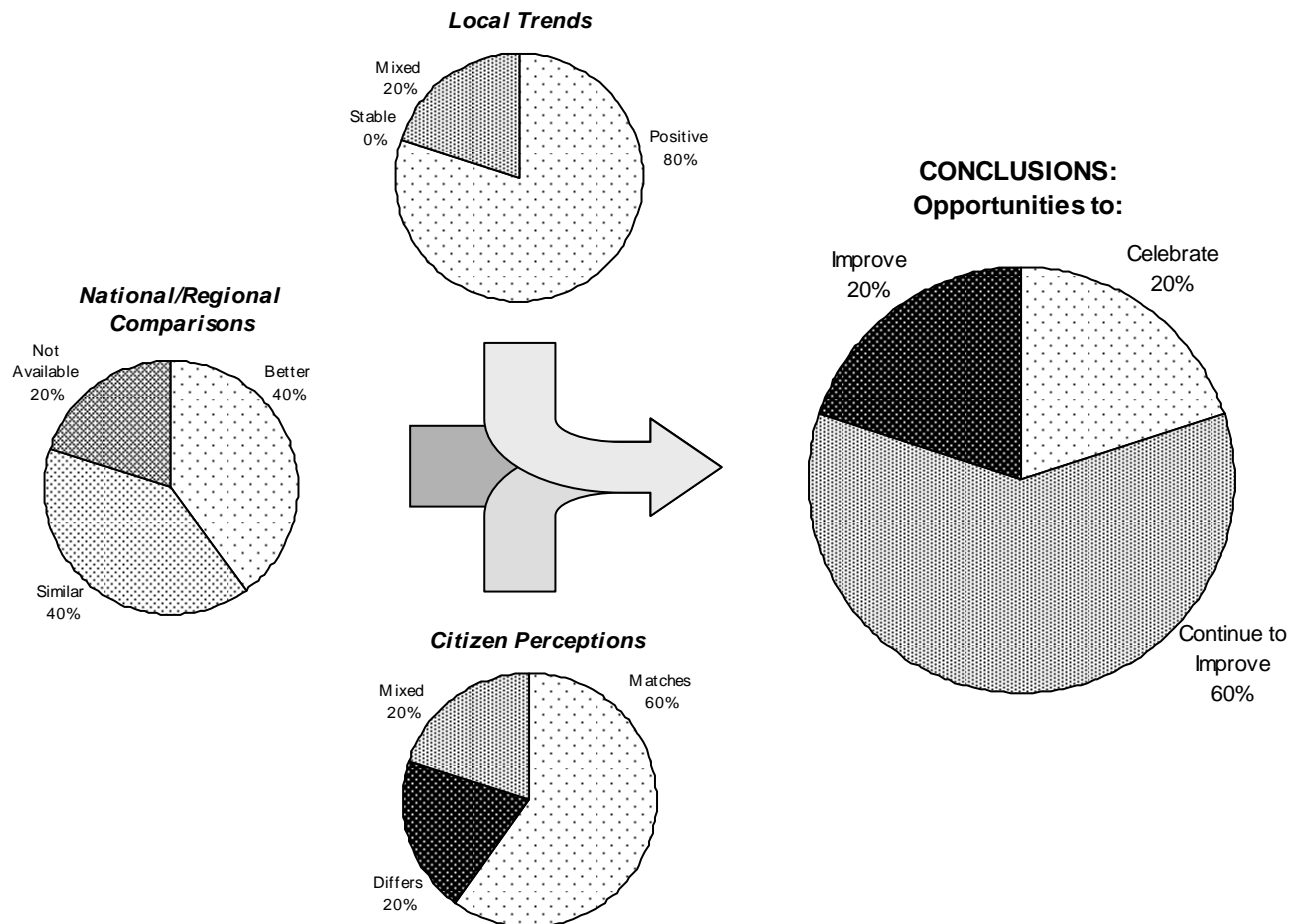 Local Trends
Mixed
20%
Stable
0%
Positive
80%
National/Regional
Comparisons
Not
Available
20%
Better
40%
Similar
40%
Citizen Perceptions
Mixed
20%
Matches
60%
Differs
20%
CONCLUSIONS:
Opportunities to:
Improve
20%
Celebrate
20%
Continue to
Improve
60%